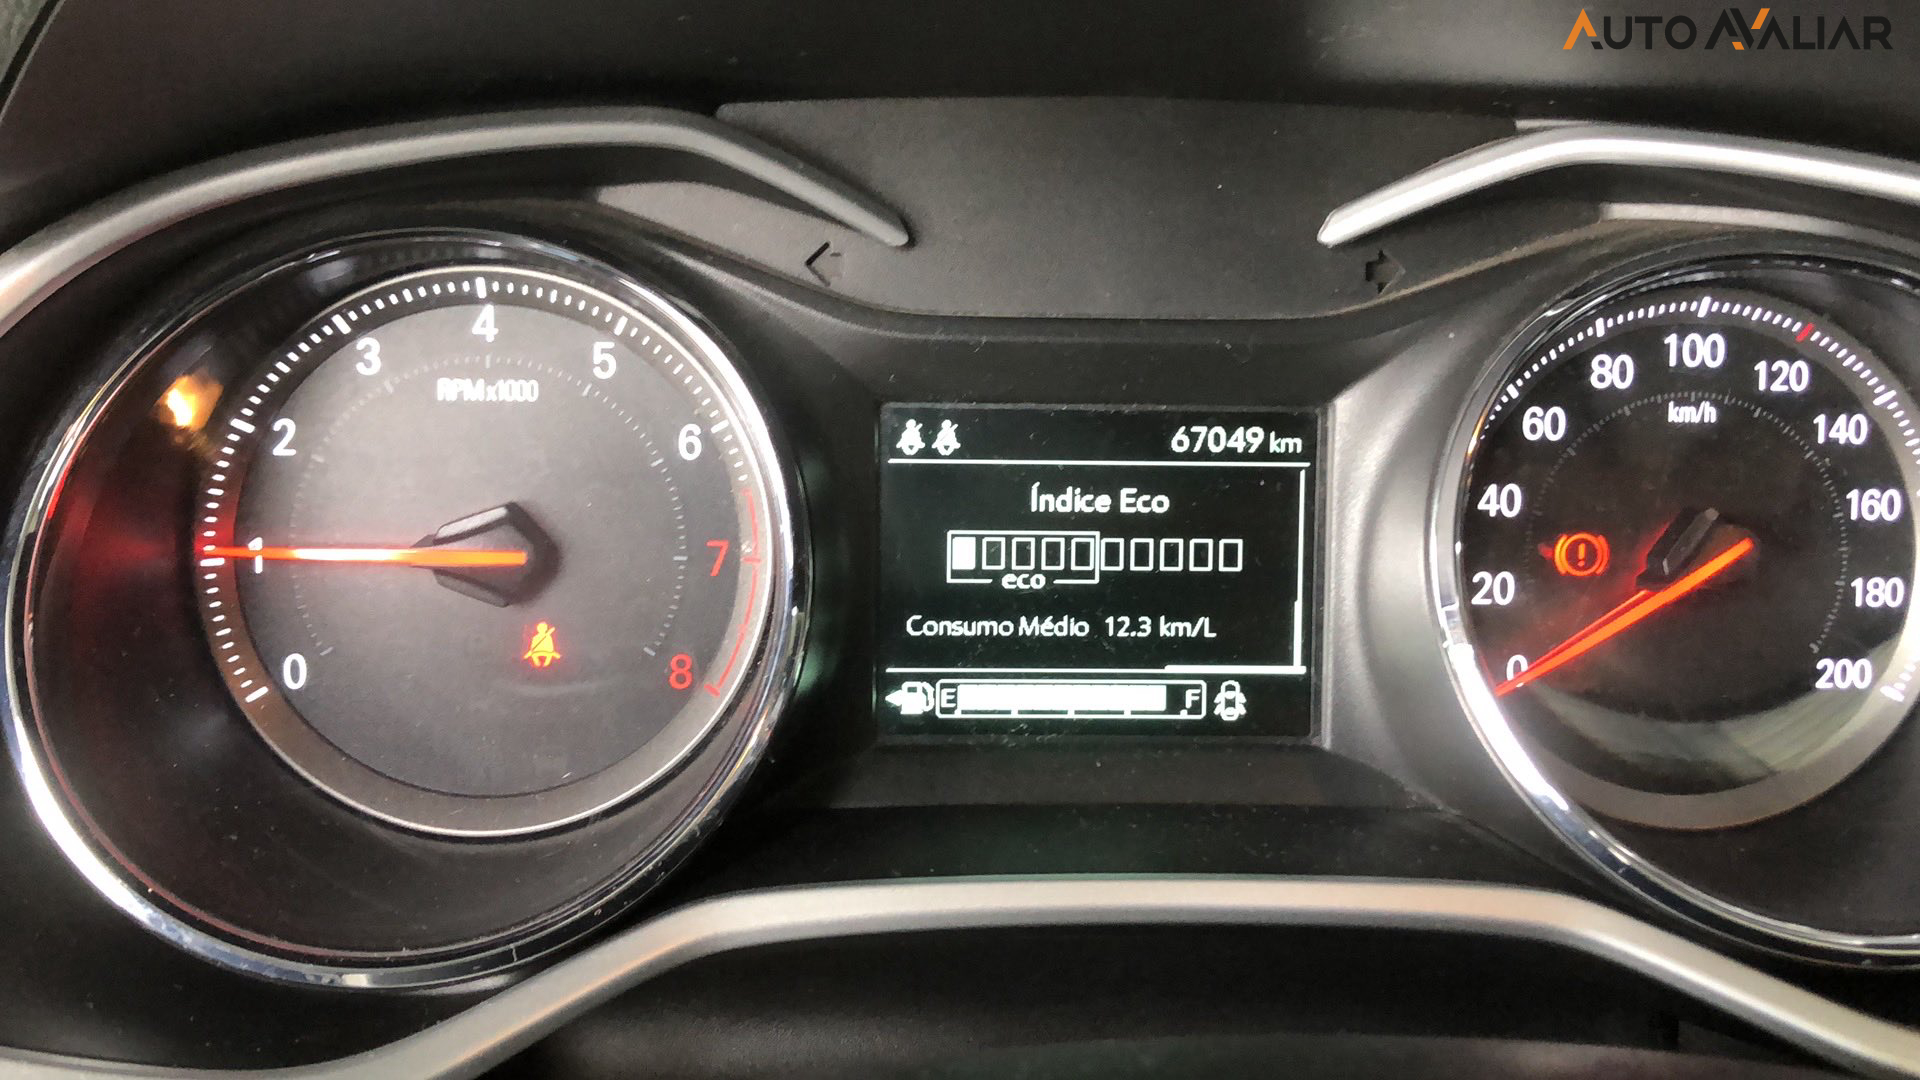 AUTO AVALIAR
0
1
2
3
4
5
6
7
8
RPM x1000
67049 km
Índice Eco
eco
Consumo Médio 12.3 km/L
E F
0
20
40
60
80
100
120
140
160
180
200
km/h